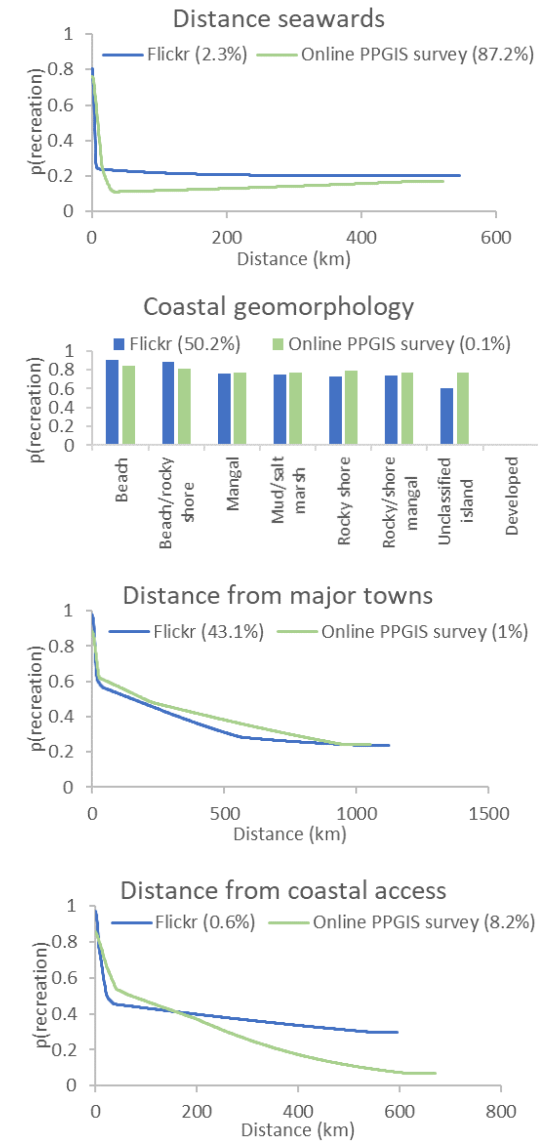 Distance seawards
Flickr (2.3%) Online PPGIS survey (87.2%)
p(recreation)
1
0.8
0.6
0.4
0.2
0
0 200 400 600
Distance (km)
Coastal geomorphology
Flickr (50.2%) Online PPGIS survey (0.1%)
p(recreation)
1
0.8
0.6
0.4
0.2
0
Beach
Beach/rocky
shore
Mangal
Mud/salt
marsh
Rocky shore
Rocky/shore
mangal
Unclassified
island
Developed
Distance from major towns
Flickr (43.1%) Online PPGIS survey (1%)
p(recreation)
1
0.8
0.6
0.4
0.2
0
0 500 1000 1500
Distance (km)
Distance from coastal access
Flickr (0.6%) Online PPGIS survey (8.2%)
p(recreation)
1
0.8
0.6
0.4
0.2
0
0 200 400 600 800
Distance (km)